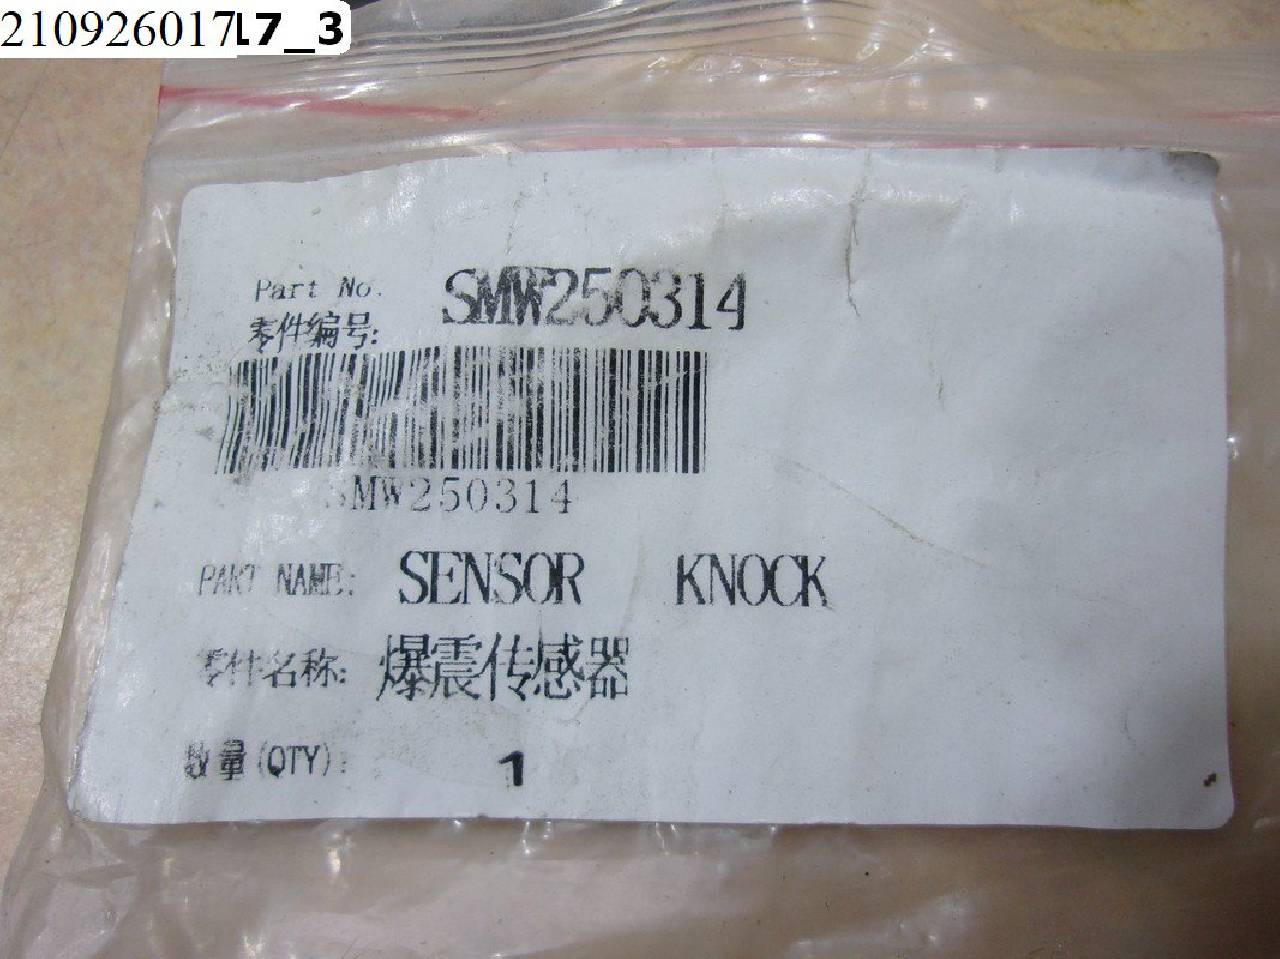 21092601717_3
Part No. SMW250314
零件编号:
SMW250314
PART NAME: SENSOR KNOCK
零件名称: 爆震传感器
数量(QTY): 1